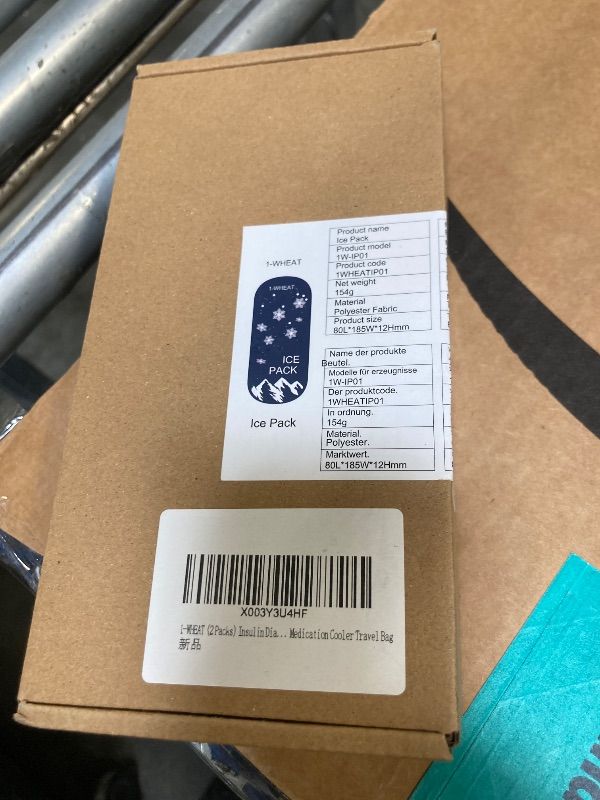 1-WHEAT
1-WHEAT
ICE
PACK
Ice Pack
Product name
Ice Pack
Product model
1W-IP01
Product code
1WHEATIP01
Net weight
154g
Material
Polyester Fabric
Product size
80L*185W*12Hmm
Name der produkte
Beutel.
Modelle für erzeugnisse
1W-IP01
Der produktcode.
1WHEATIP01
In ordnung.
154g
Material.
Polyester.
Marktwert.
80L*185W*12Hmm
X003Y3U4HF
i-WHEAT (2 Packs) Insulin Dia... Medication Cooler Travel Bag
新品